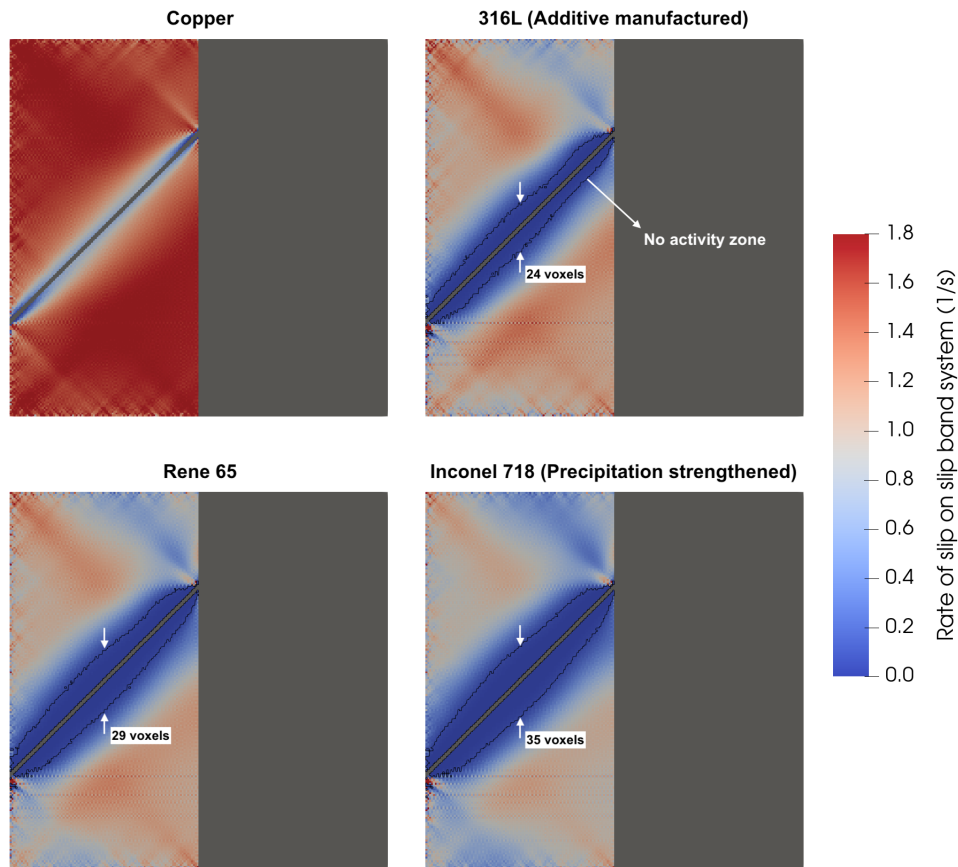 Copper
316L (Additive manufactured)
No activity zone
24 voxels
Rene 65
Inconel 718 (Precipitation strengthened)
29 voxels
35 voxels
1.8
1.6
1.4
1.2
1.0
0.8
0.6
0.4
0.2
0.0
Rate of slip on slip band system (1/s)